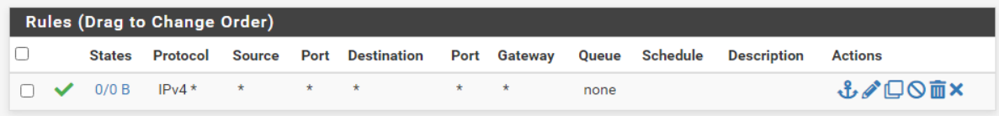 Rules (Drag to Change Order)
States Protocol Source Port Destination Port Gateway Queue Schedule Description Actions
0/0 B IPv4 * * * * * * none